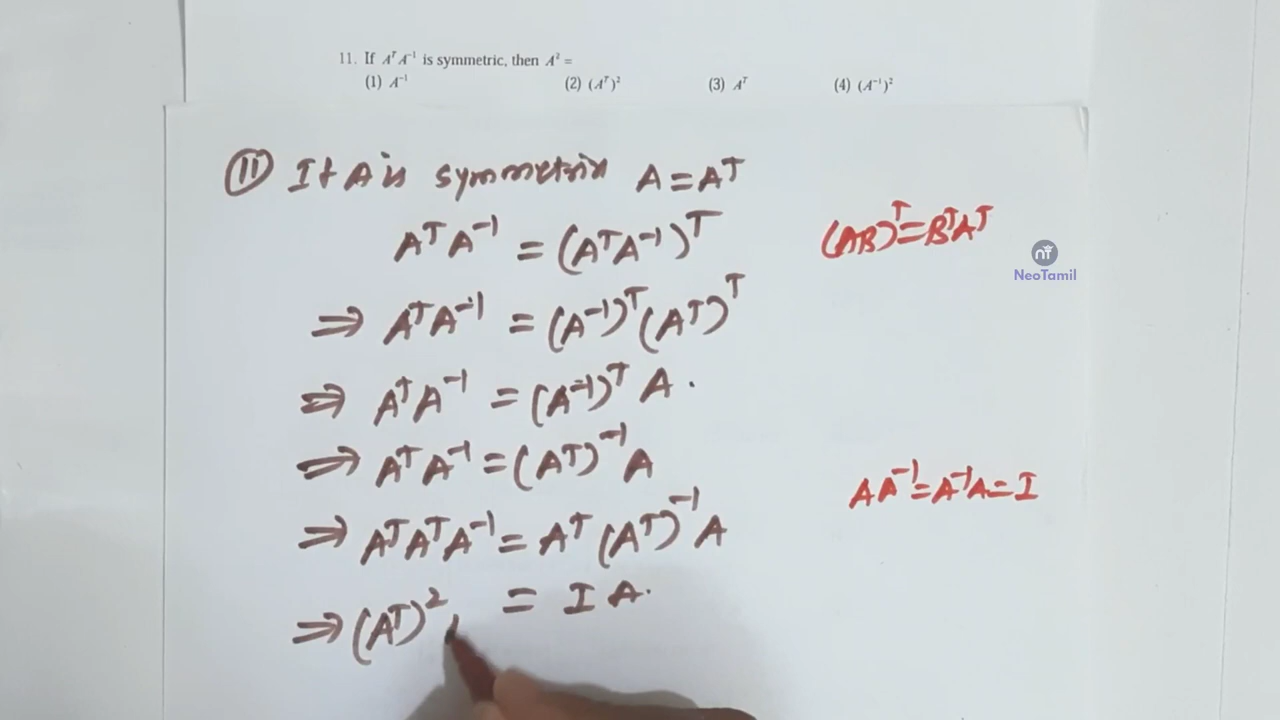 11. If AᵀA⁻¹ is symmetric, then A² =
(1) A⁻¹ (2) (Aᵀ)² (3) Aᵀ (4) (A⁻¹)²
⑪ If A is symmetrix A = Aᵀ
AᵀA⁻¹ = (AᵀA⁻¹)ᵀ
(AB)ᵀ = BᵀAᵀ
NT
NeoTamil
⇒ AᵀA⁻¹ = (A⁻¹)ᵀ(Aᵀ)ᵀ
⇒ AᵀA⁻¹ = (A⁻¹)ᵀ A.
⇒ AᵀA⁻¹ = (Aᵀ)⁻¹A
AA⁻¹ = A⁻¹A = I
⇒ AᵀAᵀA⁻¹ = Aᵀ(Aᵀ)⁻¹A
⇒ (Aᵀ)² = IA.